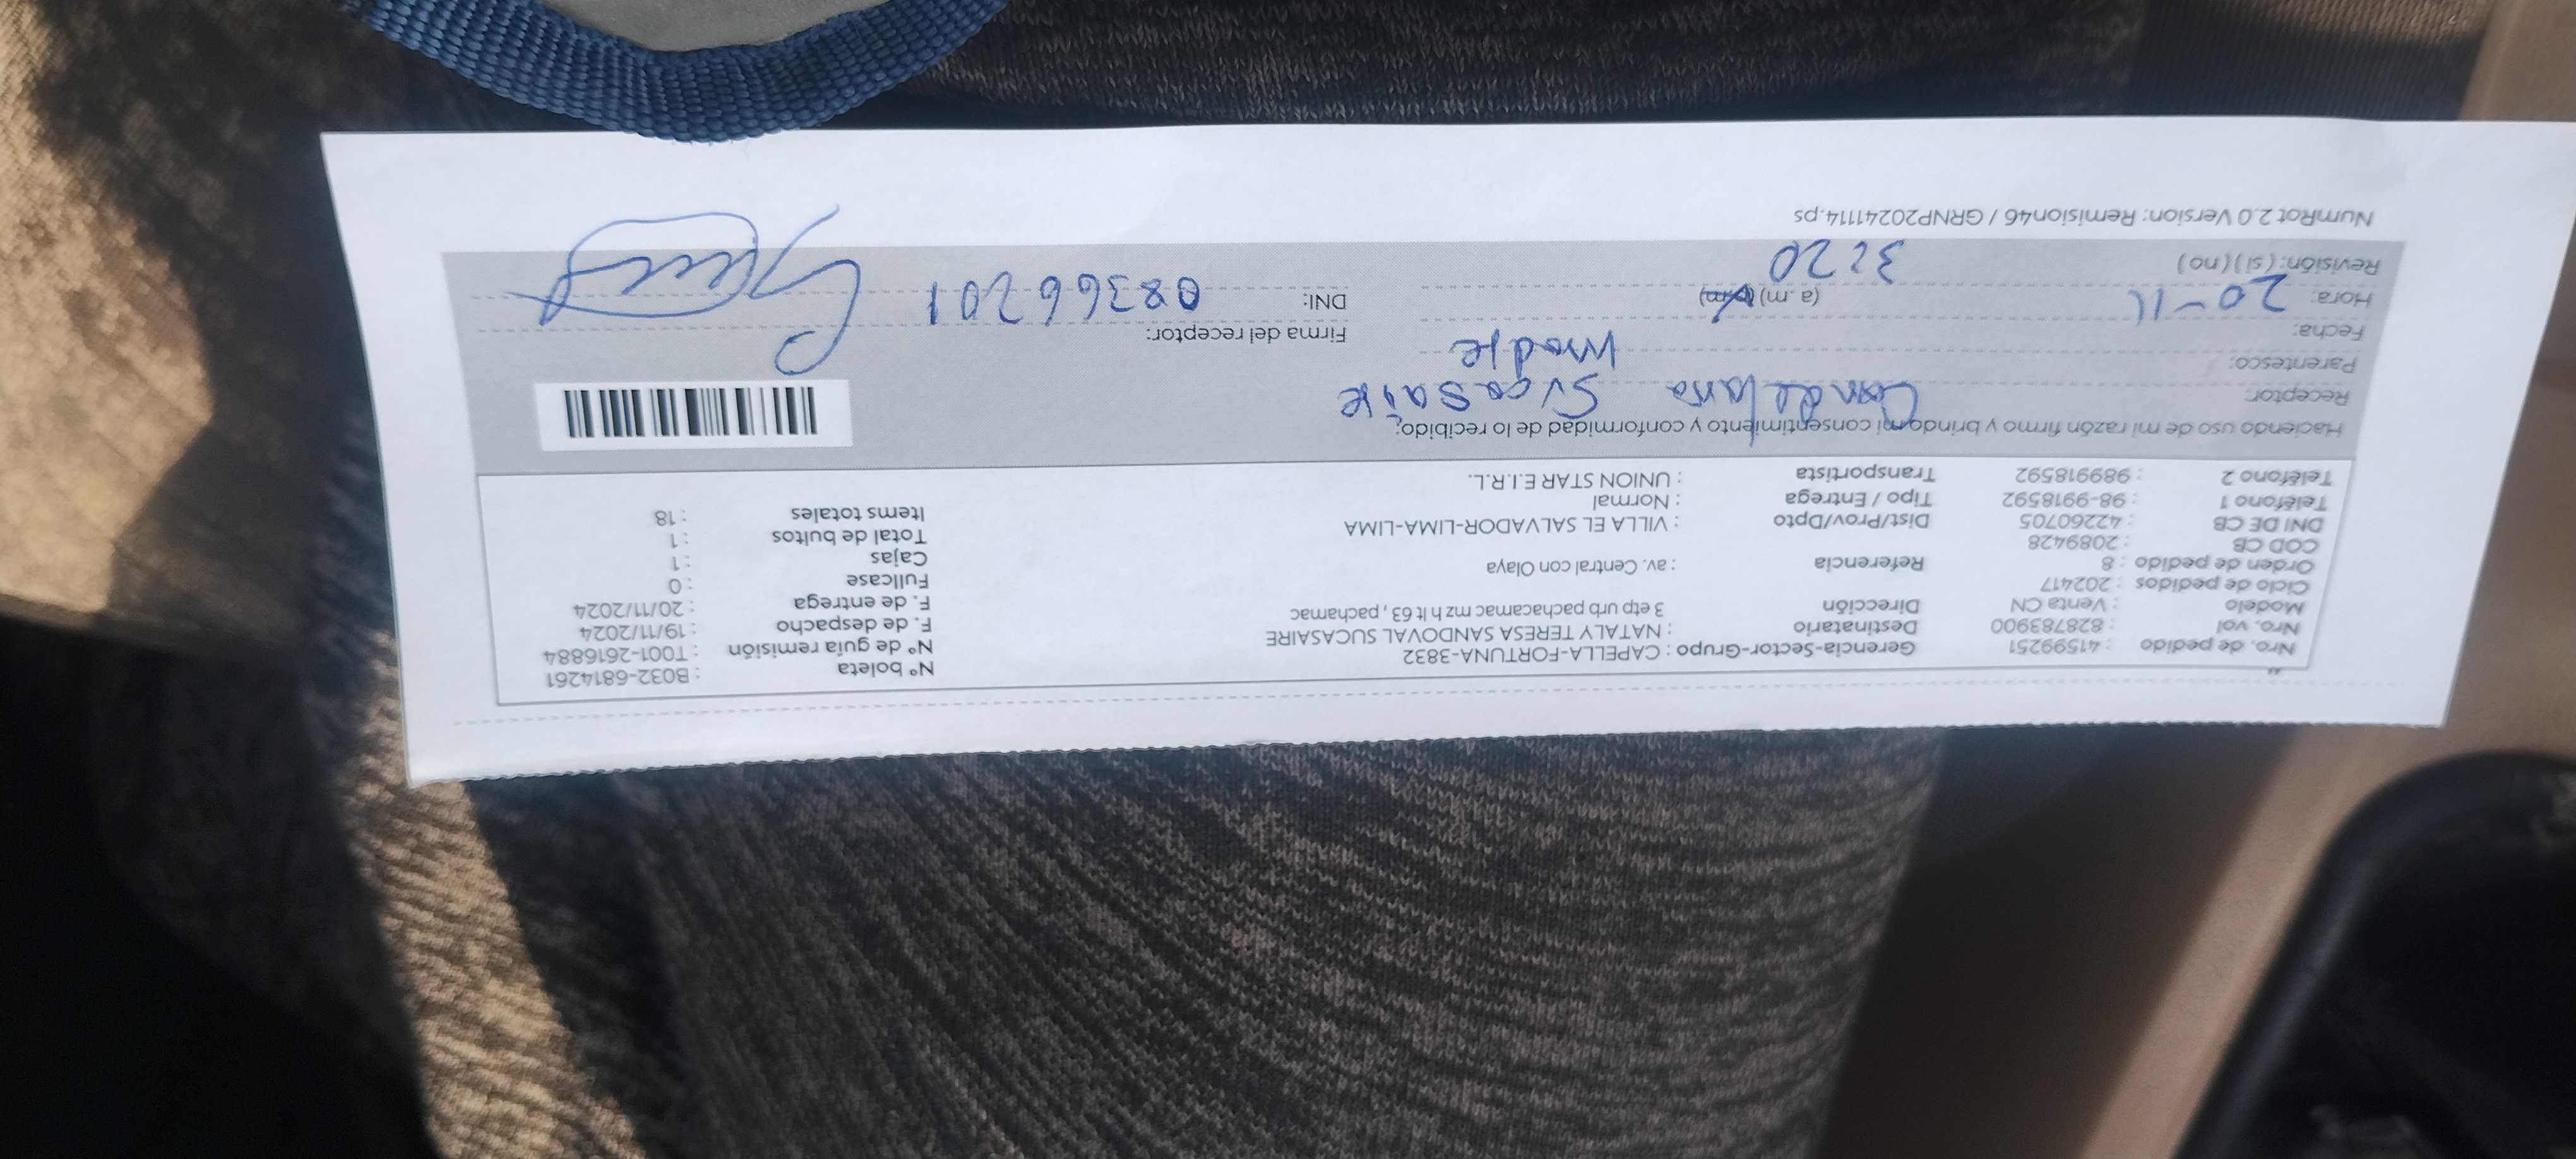 Nro. de pedido : 41599251 Gerencia-Sector-Grupo : CAPELLA-FORTUNA-3832 N° boleta : B032-6814261
Nro. vol : 828783900 Destinatario : NATALY TERESA SANDOVAL SUCASAIRE N° de guía remisión : T001-2616884
Modelo : Venta CN Dirección 3 etp urb pachacamac mz h lt 63 , pachamac F. de despacho : 19/11/2024
Ciclo de pedidos : 202417 F. de entrega : 20/11/2024
Orden de pedido : 8 Referencia : av. Central con Olaya Fullcase : 0
COD CB : 2089428 Cajas : 1
DNI DE CB : 42260705 Dist/Prov/Dpto : VILLA EL SALVADOR-LIMA-LIMA Total de bultos : 1
Teléfono 1 : 98-9918592 Tipo / Entrega : Normal Items totales : 18
Teléfono 2 : 989918592 Transportista : UNION STAR E.I.R.L.
Haciendo uso de mi razón firmo y brindo mi consentimiento y conformidad de lo recibido:
Receptor: Candelaria Sucasaire
Parentesco: madre
Fecha: Firma del receptor:
Hora: 20-11 (a.m) (p.m) DNI: 08366201
Revisión: (si) (no) 3:20
NumRot 2.0 Version: Remision46 / GRNP20241114.ps